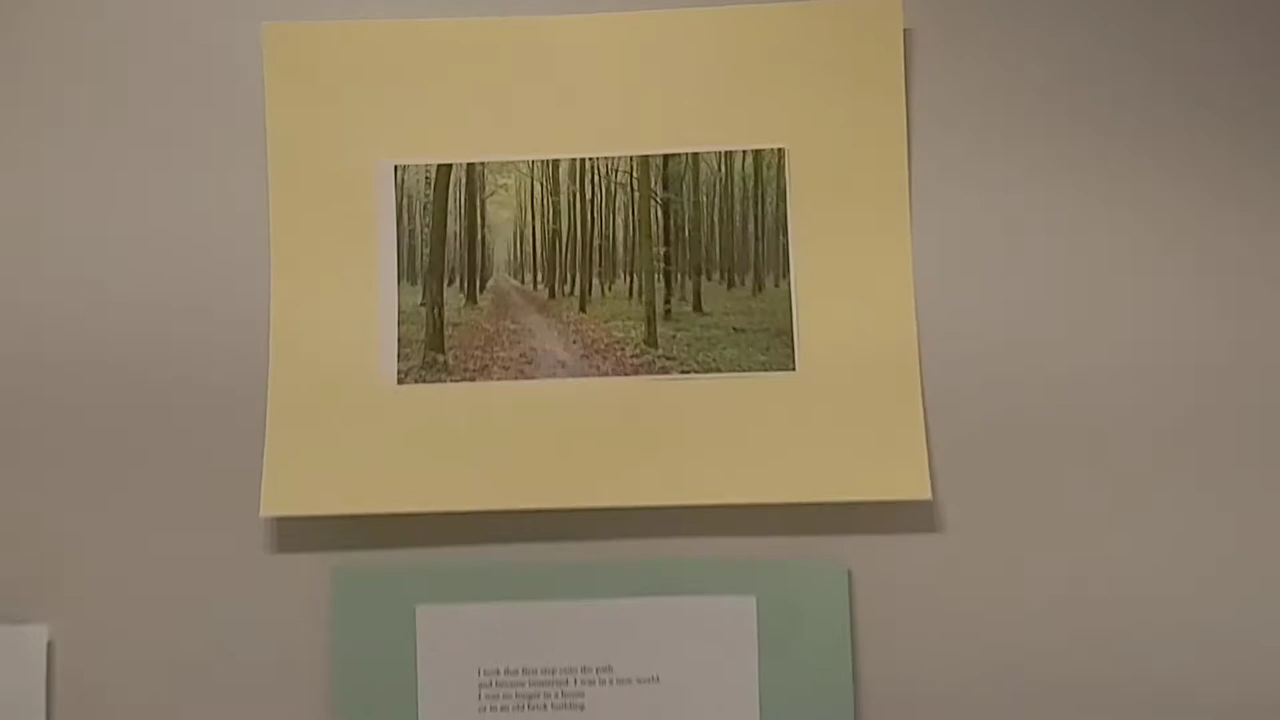 I took that first step onto the path,
and became immersed. I was in a new world.
I was no longer in a house
or in an old brick building.